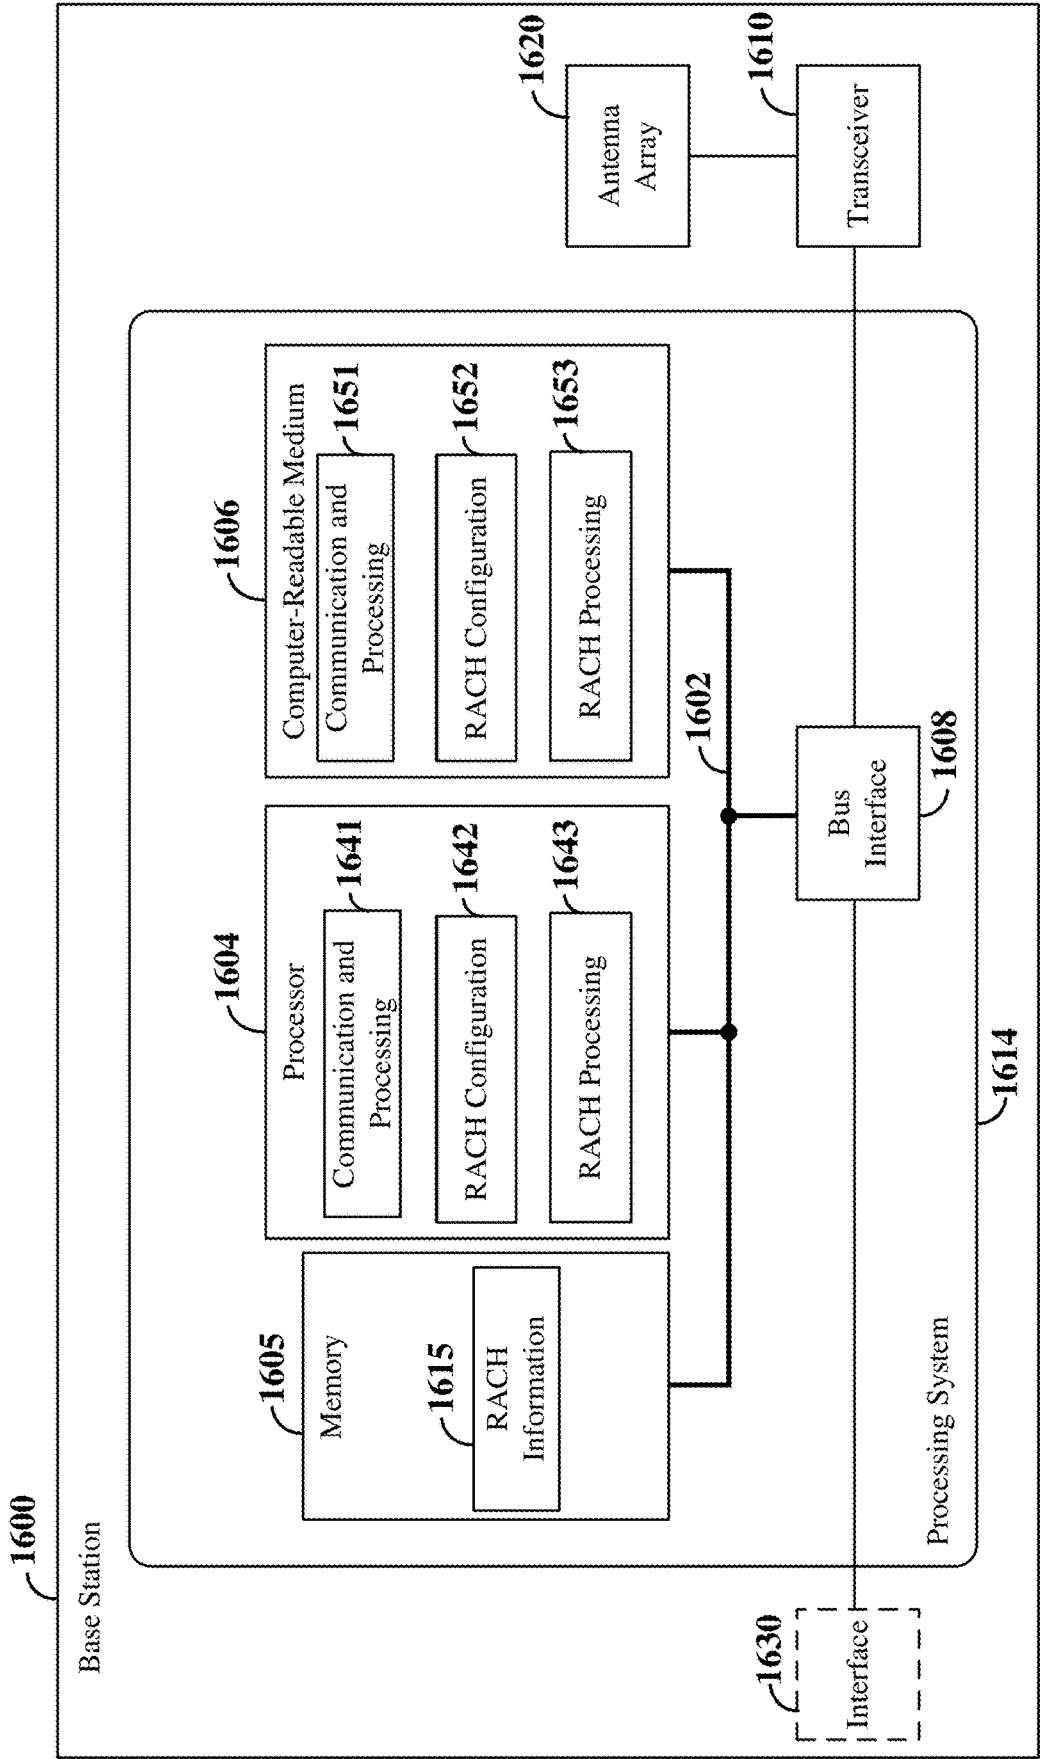 1600
Base Station
1605
Memory
1615
RACH
Information
1604
Processor
1641
Communication and
Processing
1642
RACH Configuration
1643
RACH Processing
1606
Computer-Readable Medium
1651
Communication and
Processing
1652
RACH Configuration
1653
RACH Processing
1620
Antenna
Array
1602
1630
Interface
Bus
Interface
1608
1610
Transceiver
Processing System
1614